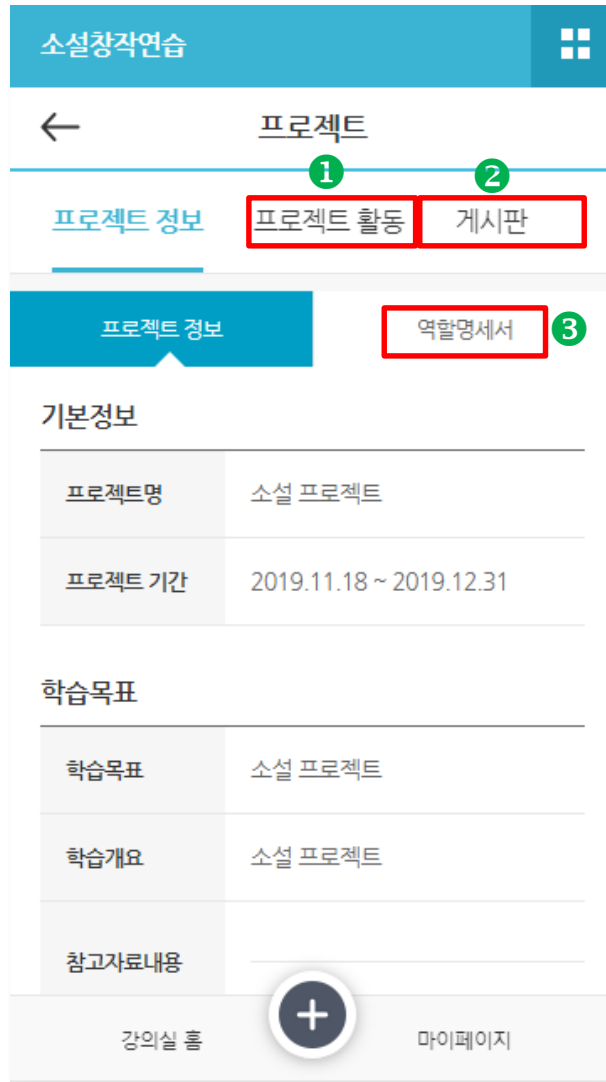 소설창작연습
프로젝트
1 2
프로젝트 정보 프로젝트 활동 게시판
프로젝트 정보 역할명세서 3
기본정보
프로젝트명 소설 프로젝트
프로젝트 기간 2019.11.18 ~ 2019.12.31
학습목표
학습목표 소설 프로젝트
학습개요 소설 프로젝트
참고자료내용
강의실 홈 마이페이지